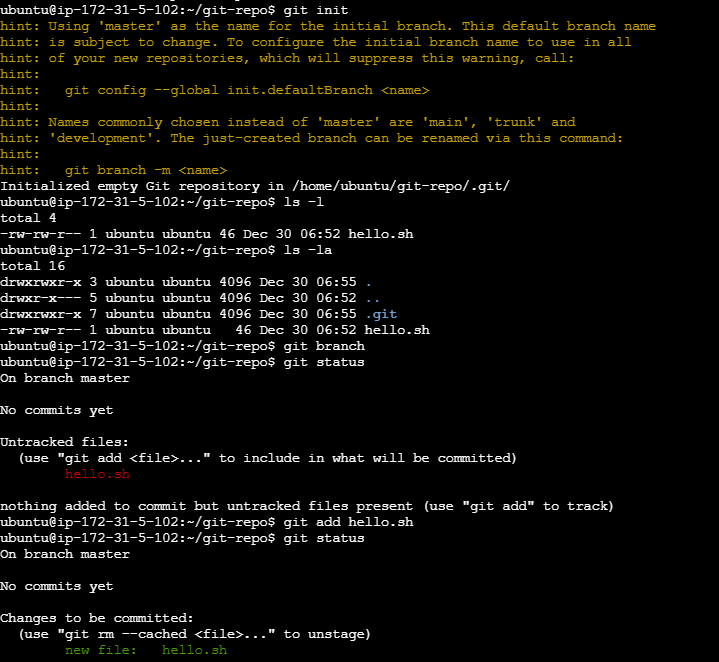 ubuntu@ip-172-31-5-102:~/git-repo$ git init
hint: Using 'master' as the name for the initial branch. This default branch name
hint: is subject to change. To configure the initial branch name to use in all
hint: of your new repositories, which will suppress this warning, call:
hint:
hint:   git config --global init.defaultBranch <name>
hint:
hint: Names commonly chosen instead of 'master' are 'main', 'trunk' and
hint: 'development'. The just-created branch can be renamed via this command:
hint:
hint:   git branch -m <name>
Initialized empty Git repository in /home/ubuntu/git-repo/.git/
ubuntu@ip-172-31-5-102:~/git-repo$ ls -l
total 4
-rw-rw-r-- 1 ubuntu ubuntu 46 Dec 30 06:52 hello.sh
ubuntu@ip-172-31-5-102:~/git-repo$ ls -la
total 16
drwxrwxr-x 3 ubuntu ubuntu 4096 Dec 30 06:55 .
drwxr-x--- 5 ubuntu ubuntu 4096 Dec 30 06:52 ..
drwxrwxr-x 7 ubuntu ubuntu 4096 Dec 30 06:55 .git
-rw-rw-r-- 1 ubuntu ubuntu   46 Dec 30 06:52 hello.sh
ubuntu@ip-172-31-5-102:~/git-repo$ git branch
ubuntu@ip-172-31-5-102:~/git-repo$ git status
On branch master

No commits yet

Untracked files:
  (use "git add <file>..." to include in what will be committed)
        hello.sh

nothing added to commit but untracked files present (use "git add" to track)
ubuntu@ip-172-31-5-102:~/git-repo$ git add hello.sh
ubuntu@ip-172-31-5-102:~/git-repo$ git status
On branch master

No commits yet

Changes to be committed:
  (use "git rm --cached <file>..." to unstage)
        new file:   hello.sh